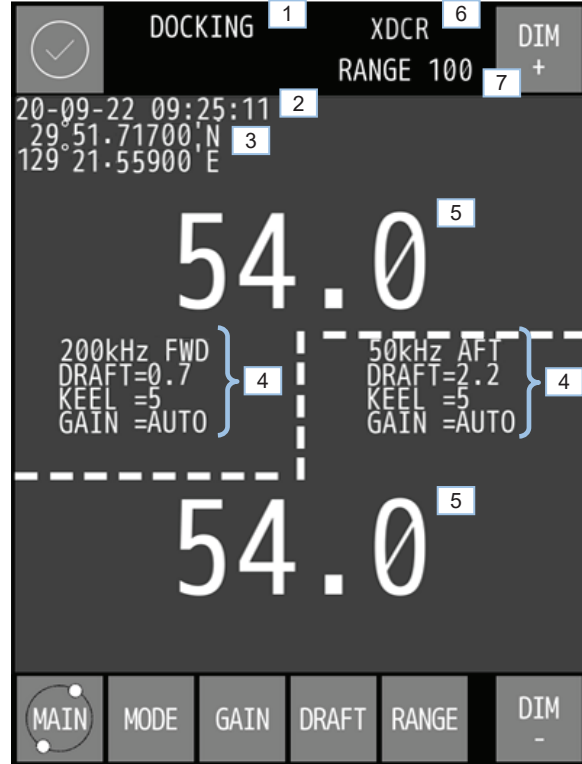 DOCKING 1 XDCR 6 DIM
RANGE 100 7 +
20-09-22 09:25:11 2
29°51.71700'N 3
129°21.55900'E
54.0 5
200kHz FWD 50kHz AFT
DRAFT=0.7 DRAFT=2.2
KEEL =5 4 KEEL =5 4
GAIN =AUTO GAIN =AUTO
54.0 5
MAIN MODE GAIN DRAFT RANGE DIM
-